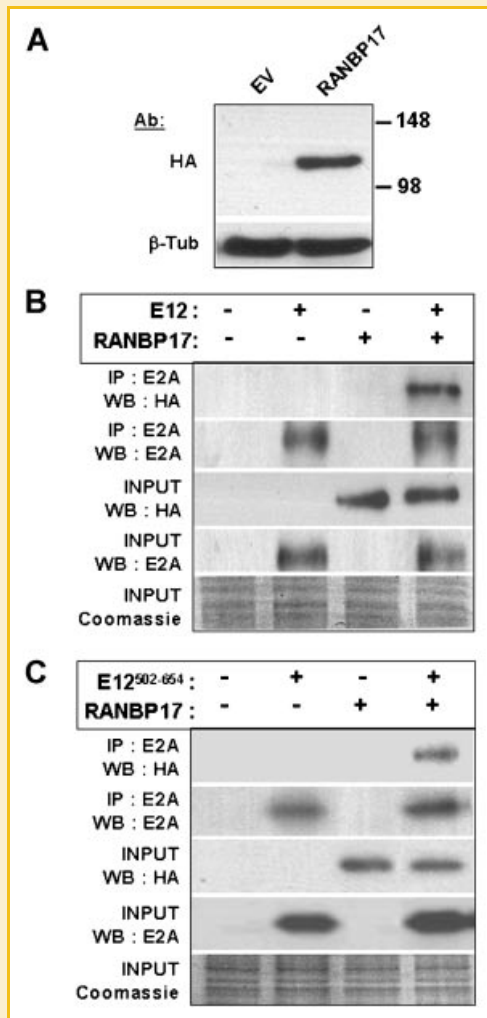 A
EV RANBP17
Ab:
148
HA
98
β-Tub
B
E12 : - + - +
RANBP17: - - + +
IP : E2A
WB : HA
IP : E2A
WB : E2A
INPUT
WB : HA
INPUT
WB : E2A
INPUT
Coomassie
C
E12⁵⁰²⁻⁶⁵⁴ : - + - +
RANBP17 : - - + +
IP : E2A
WB : HA
IP : E2A
WB : E2A
INPUT
WB : HA
INPUT
WB : E2A
INPUT
Coomassie